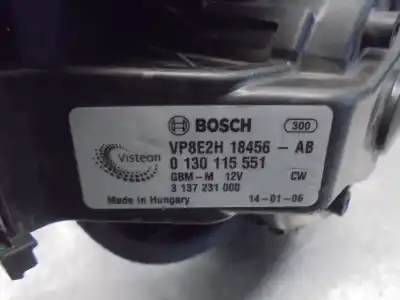 BOSCH 300
Visteon
VP8E2H 18456 - AB
0 130 115 551
GBM-M 12V CW
3 137 231 000
Made in Hungary 14-01-06